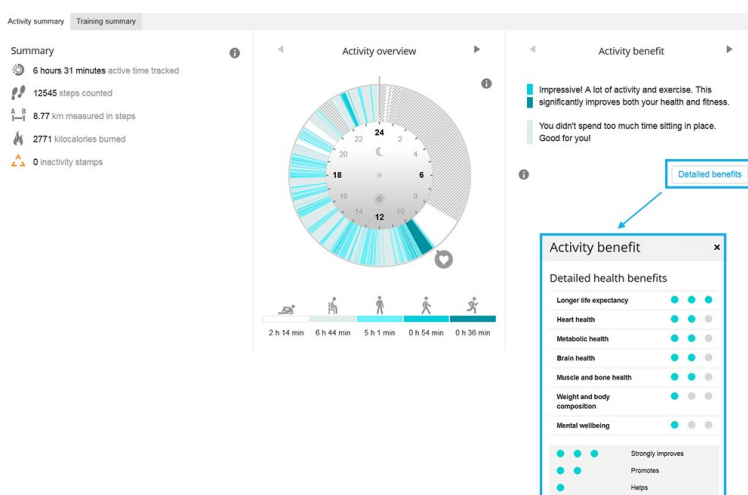 Activity summary
Training summary
Summary
6 hours 31 minutes active time tracked
12545 steps counted
A B
8.77 km measured in steps
2771 kilocalories burned
0 inactivity stamps
Activity overview
24
22
2
20
4
18
6
16
8
14
10
12
2 h 14 min
6 h 44 min
5 h 1 min
0 h 54 min
0 h 36 min
Activity benefit
Impressive! A lot of activity and exercise. This
significantly improves both your health and fitness.
You didn't spend too much time sitting in place.
Good for you!
Detailed benefits
Activity benefit ×
Detailed health benefits
Longer life expectancy
Heart health
Metabolic health
Brain health
Muscle and bone health
Weight and body
composition
Mental wellbeing
Strongly improves
Promotes
Helps